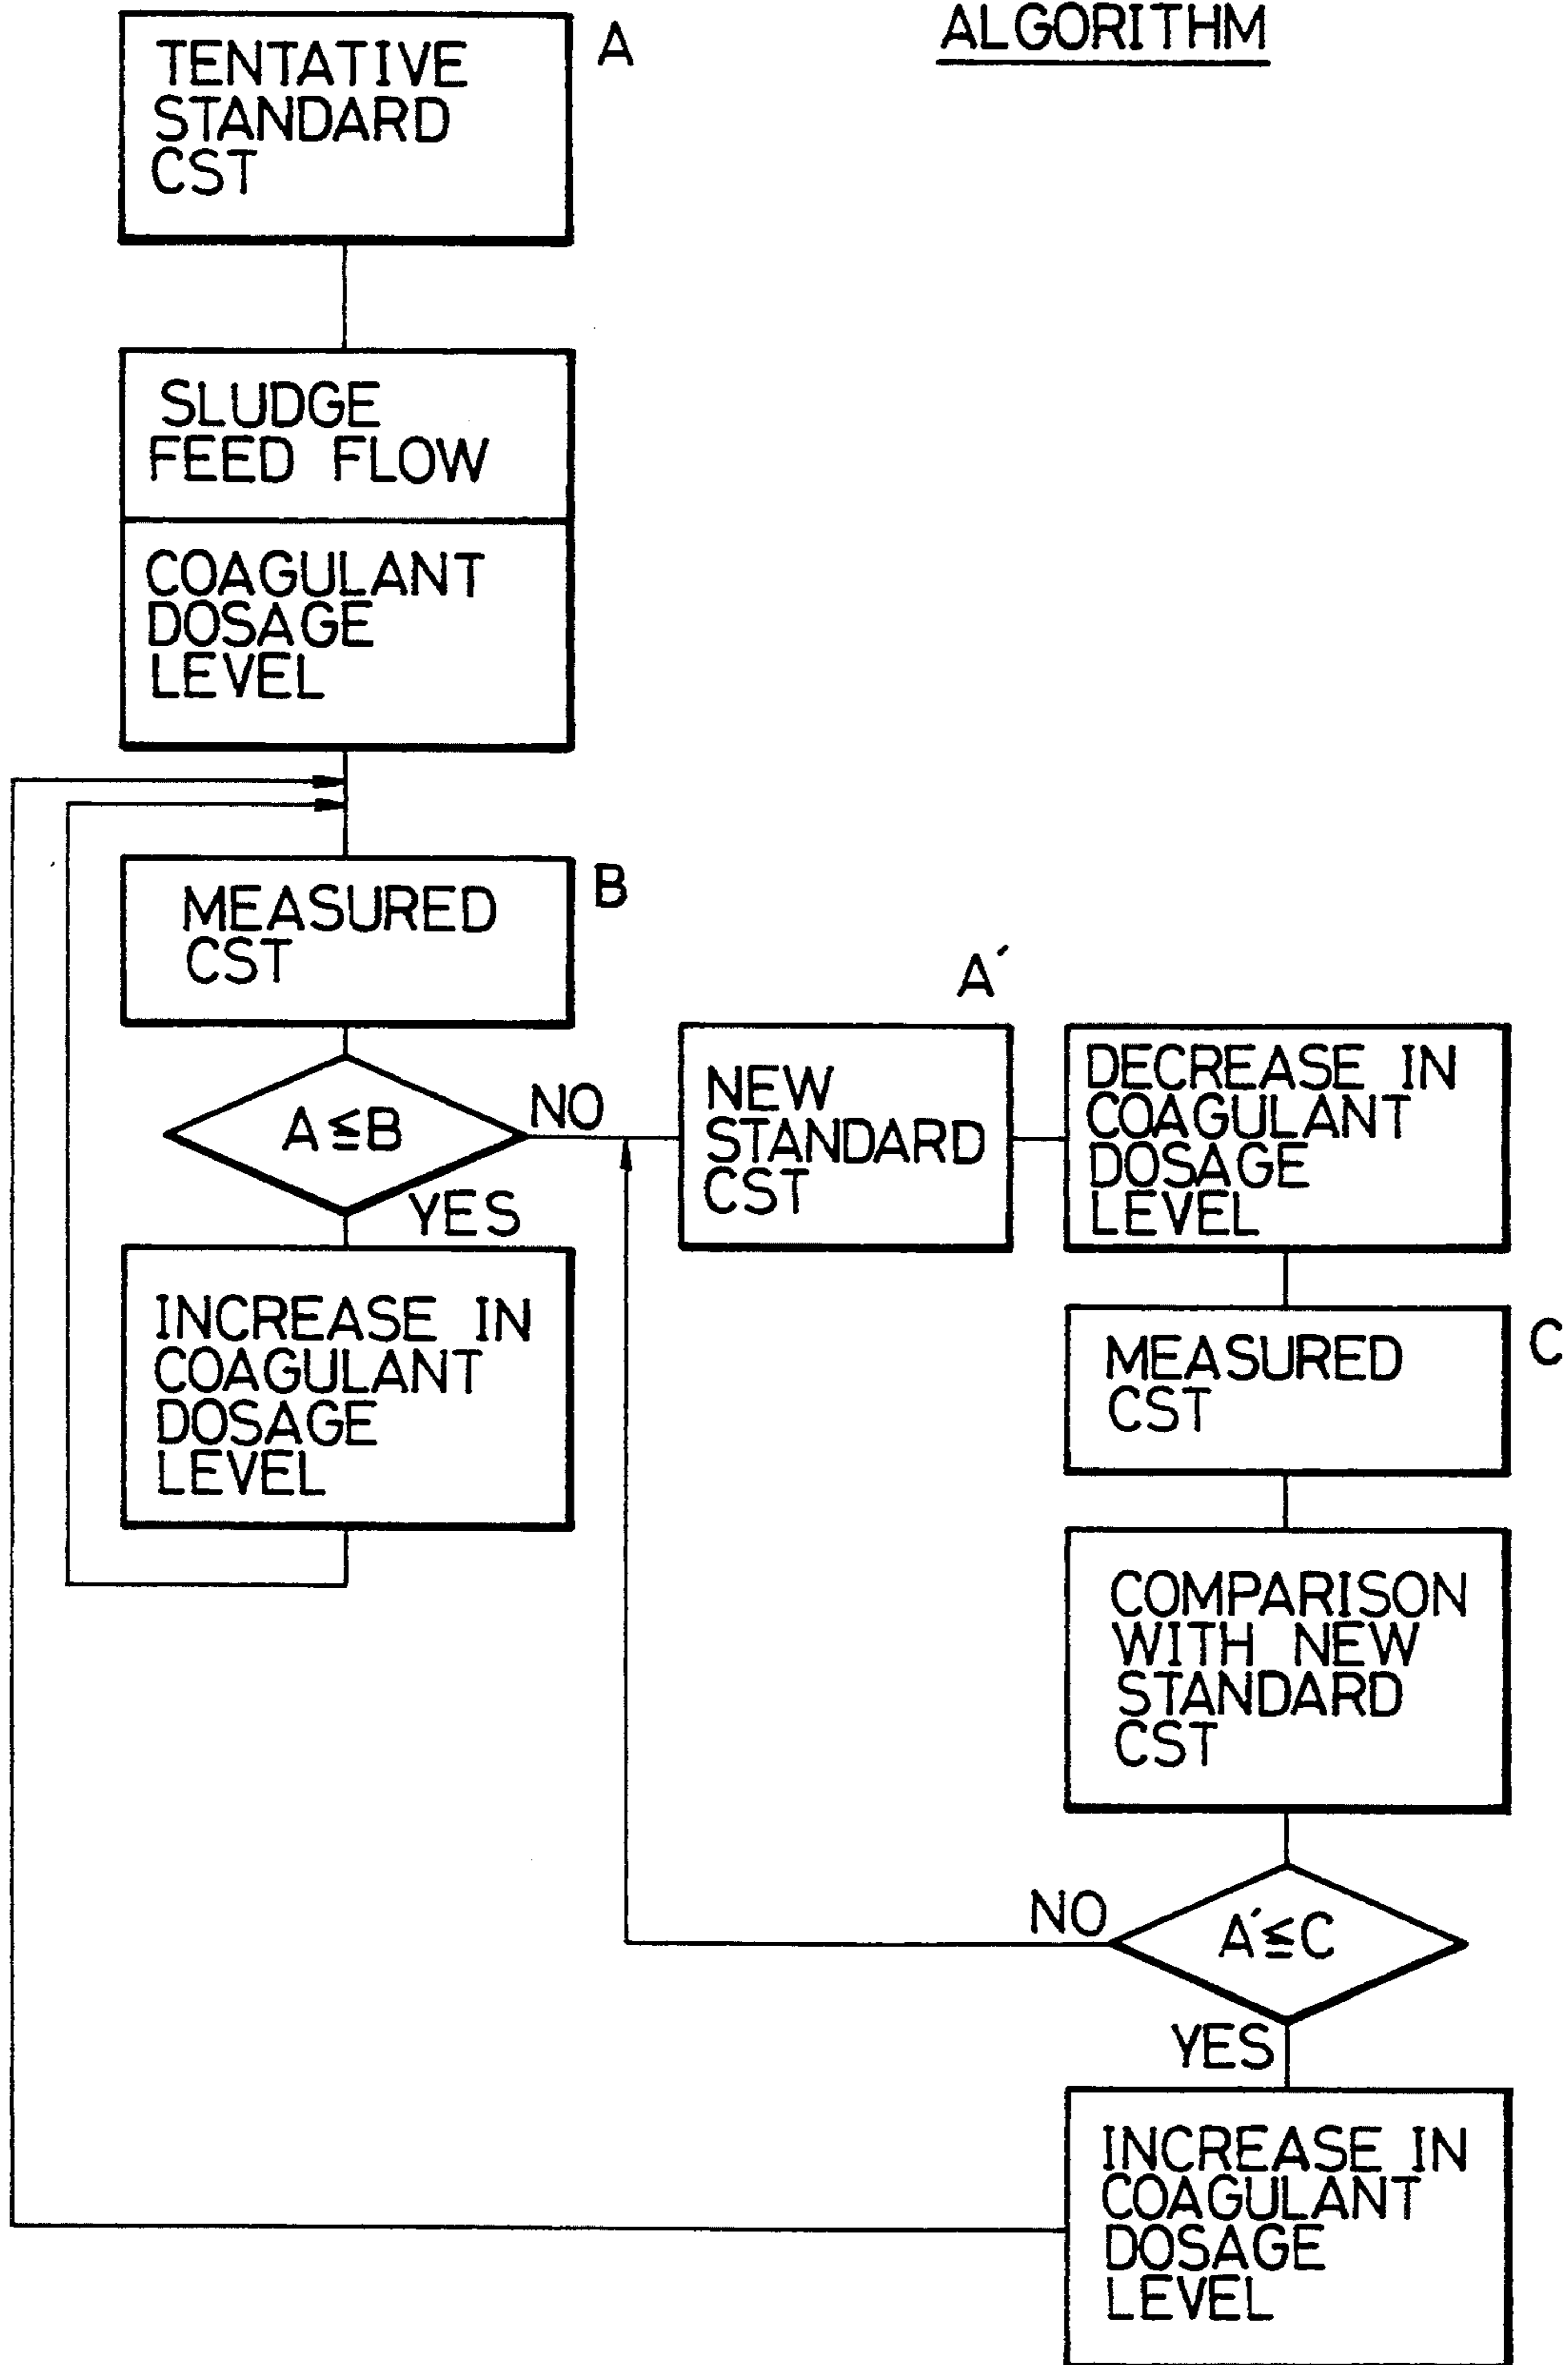 ALGORITHM
TENTATIVE
STANDARD
CST
A
SLUDGE
FEED FLOW
COAGULANT
DOSAGE
LEVEL
MEASURED
CST
B
A≦B
NO
YES
INCREASE IN
COAGULANT
DOSAGE
LEVEL
A′
NEW
STANDARD
CST
DECREASE IN
COAGULANT
DOSAGE
LEVEL
MEASURED
CST
C
COMPARISON
WITH NEW
STANDARD
CST
A′≦C
NO
YES
INCREASE IN
COAGULANT
DOSAGE
LEVEL